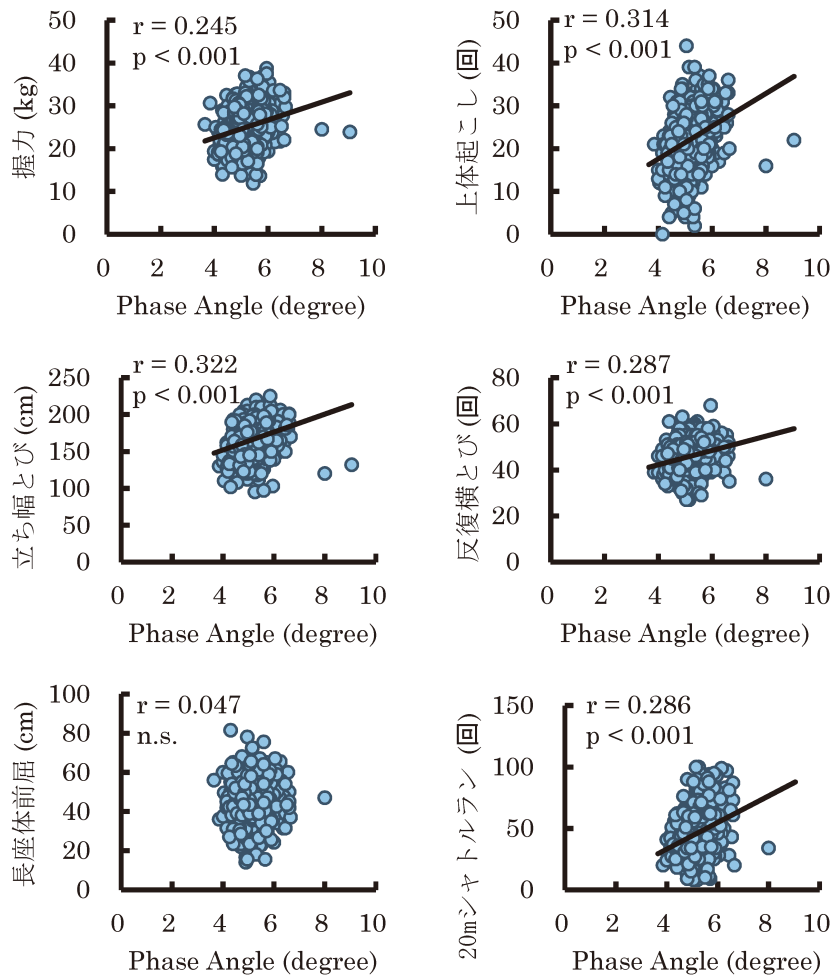 r = 0.245
p < 0.001
50
40
30
20
10
0
握力 (kg)
0 2 4 6 8 10
Phase Angle (degree)
r = 0.314
p < 0.001
50
40
30
20
10
0
上体起こし (回)
0 2 4 6 8 10
Phase Angle (degree)
r = 0.322
p < 0.001
250
200
150
100
50
0
立ち幅とび (cm)
0 2 4 6 8 10
Phase Angle (degree)
r = 0.287
p < 0.001
80
60
40
20
0
反復横とび (回)
0 2 4 6 8 10
Phase Angle (degree)
r = 0.047
n.s.
100
80
60
40
20
0
長座体前屈 (cm)
0 2 4 6 8 10
Phase Angle (degree)
r = 0.286
p < 0.001
150
100
50
0
20mシャトルラン (回)
0 2 4 6 8 10
Phase Angle (degree)